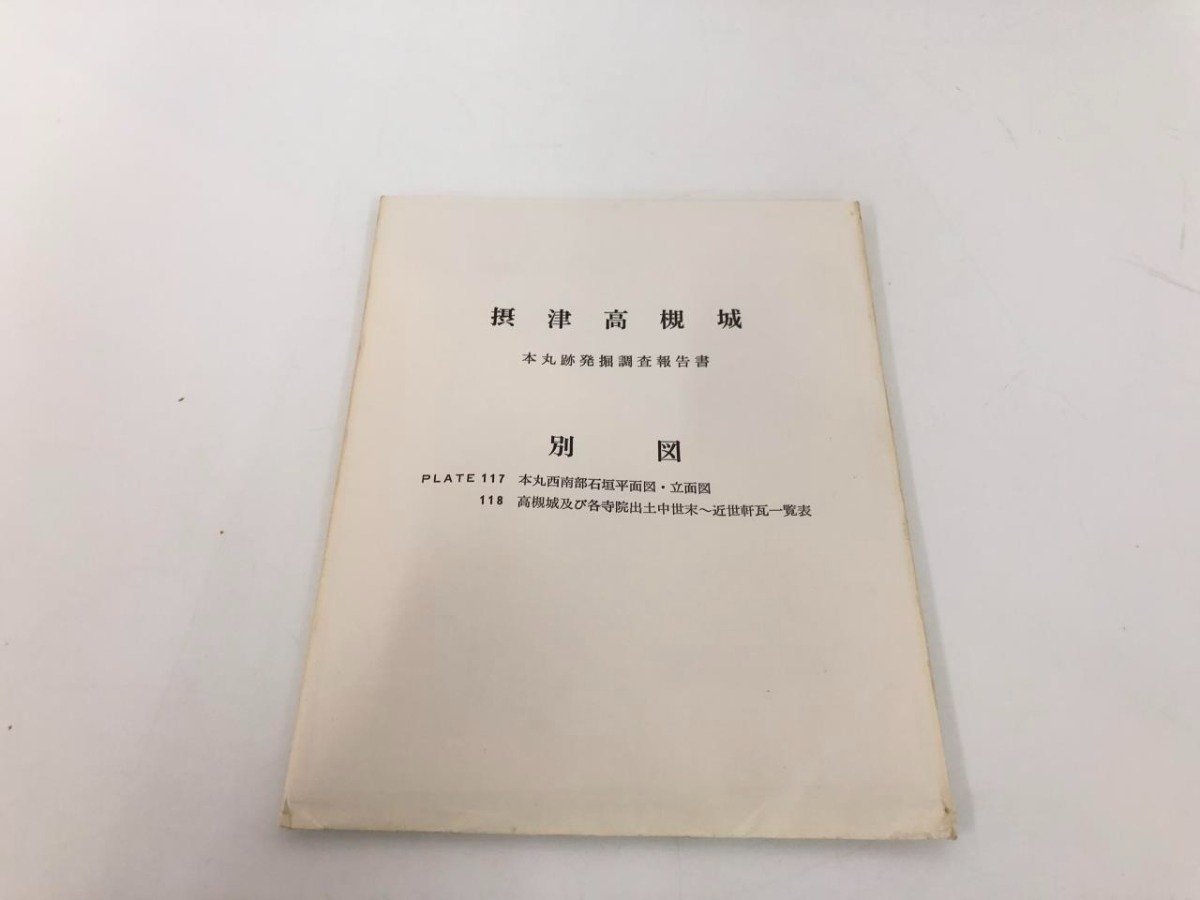 摂津高槻城
本丸跡発掘調査報告書
別図
PLATE 117 本丸西南部石垣平面図・立面図
118 高槻城及び各寺院出土中世末〜近世軒瓦一覧表